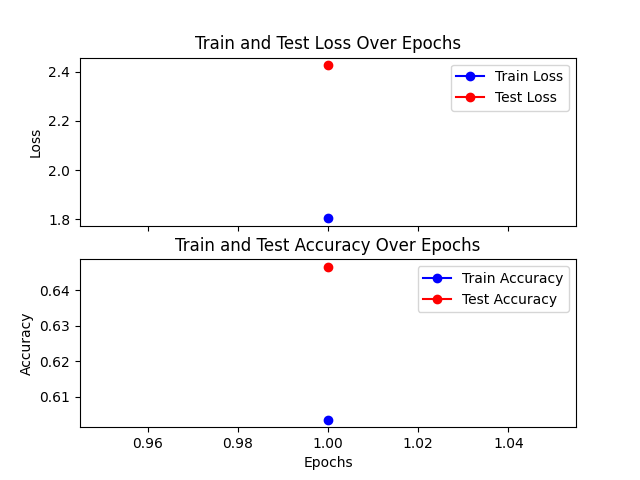 Train and Test Loss Over Epochs
2.4
2.2
2.0
1.8
Loss
Train Loss
Test Loss
Train and Test Accuracy Over Epochs
0.64
0.63
0.62
0.61
Accuracy
Train Accuracy
Test Accuracy
0.96 0.98 1.00 1.02 1.04
Epochs